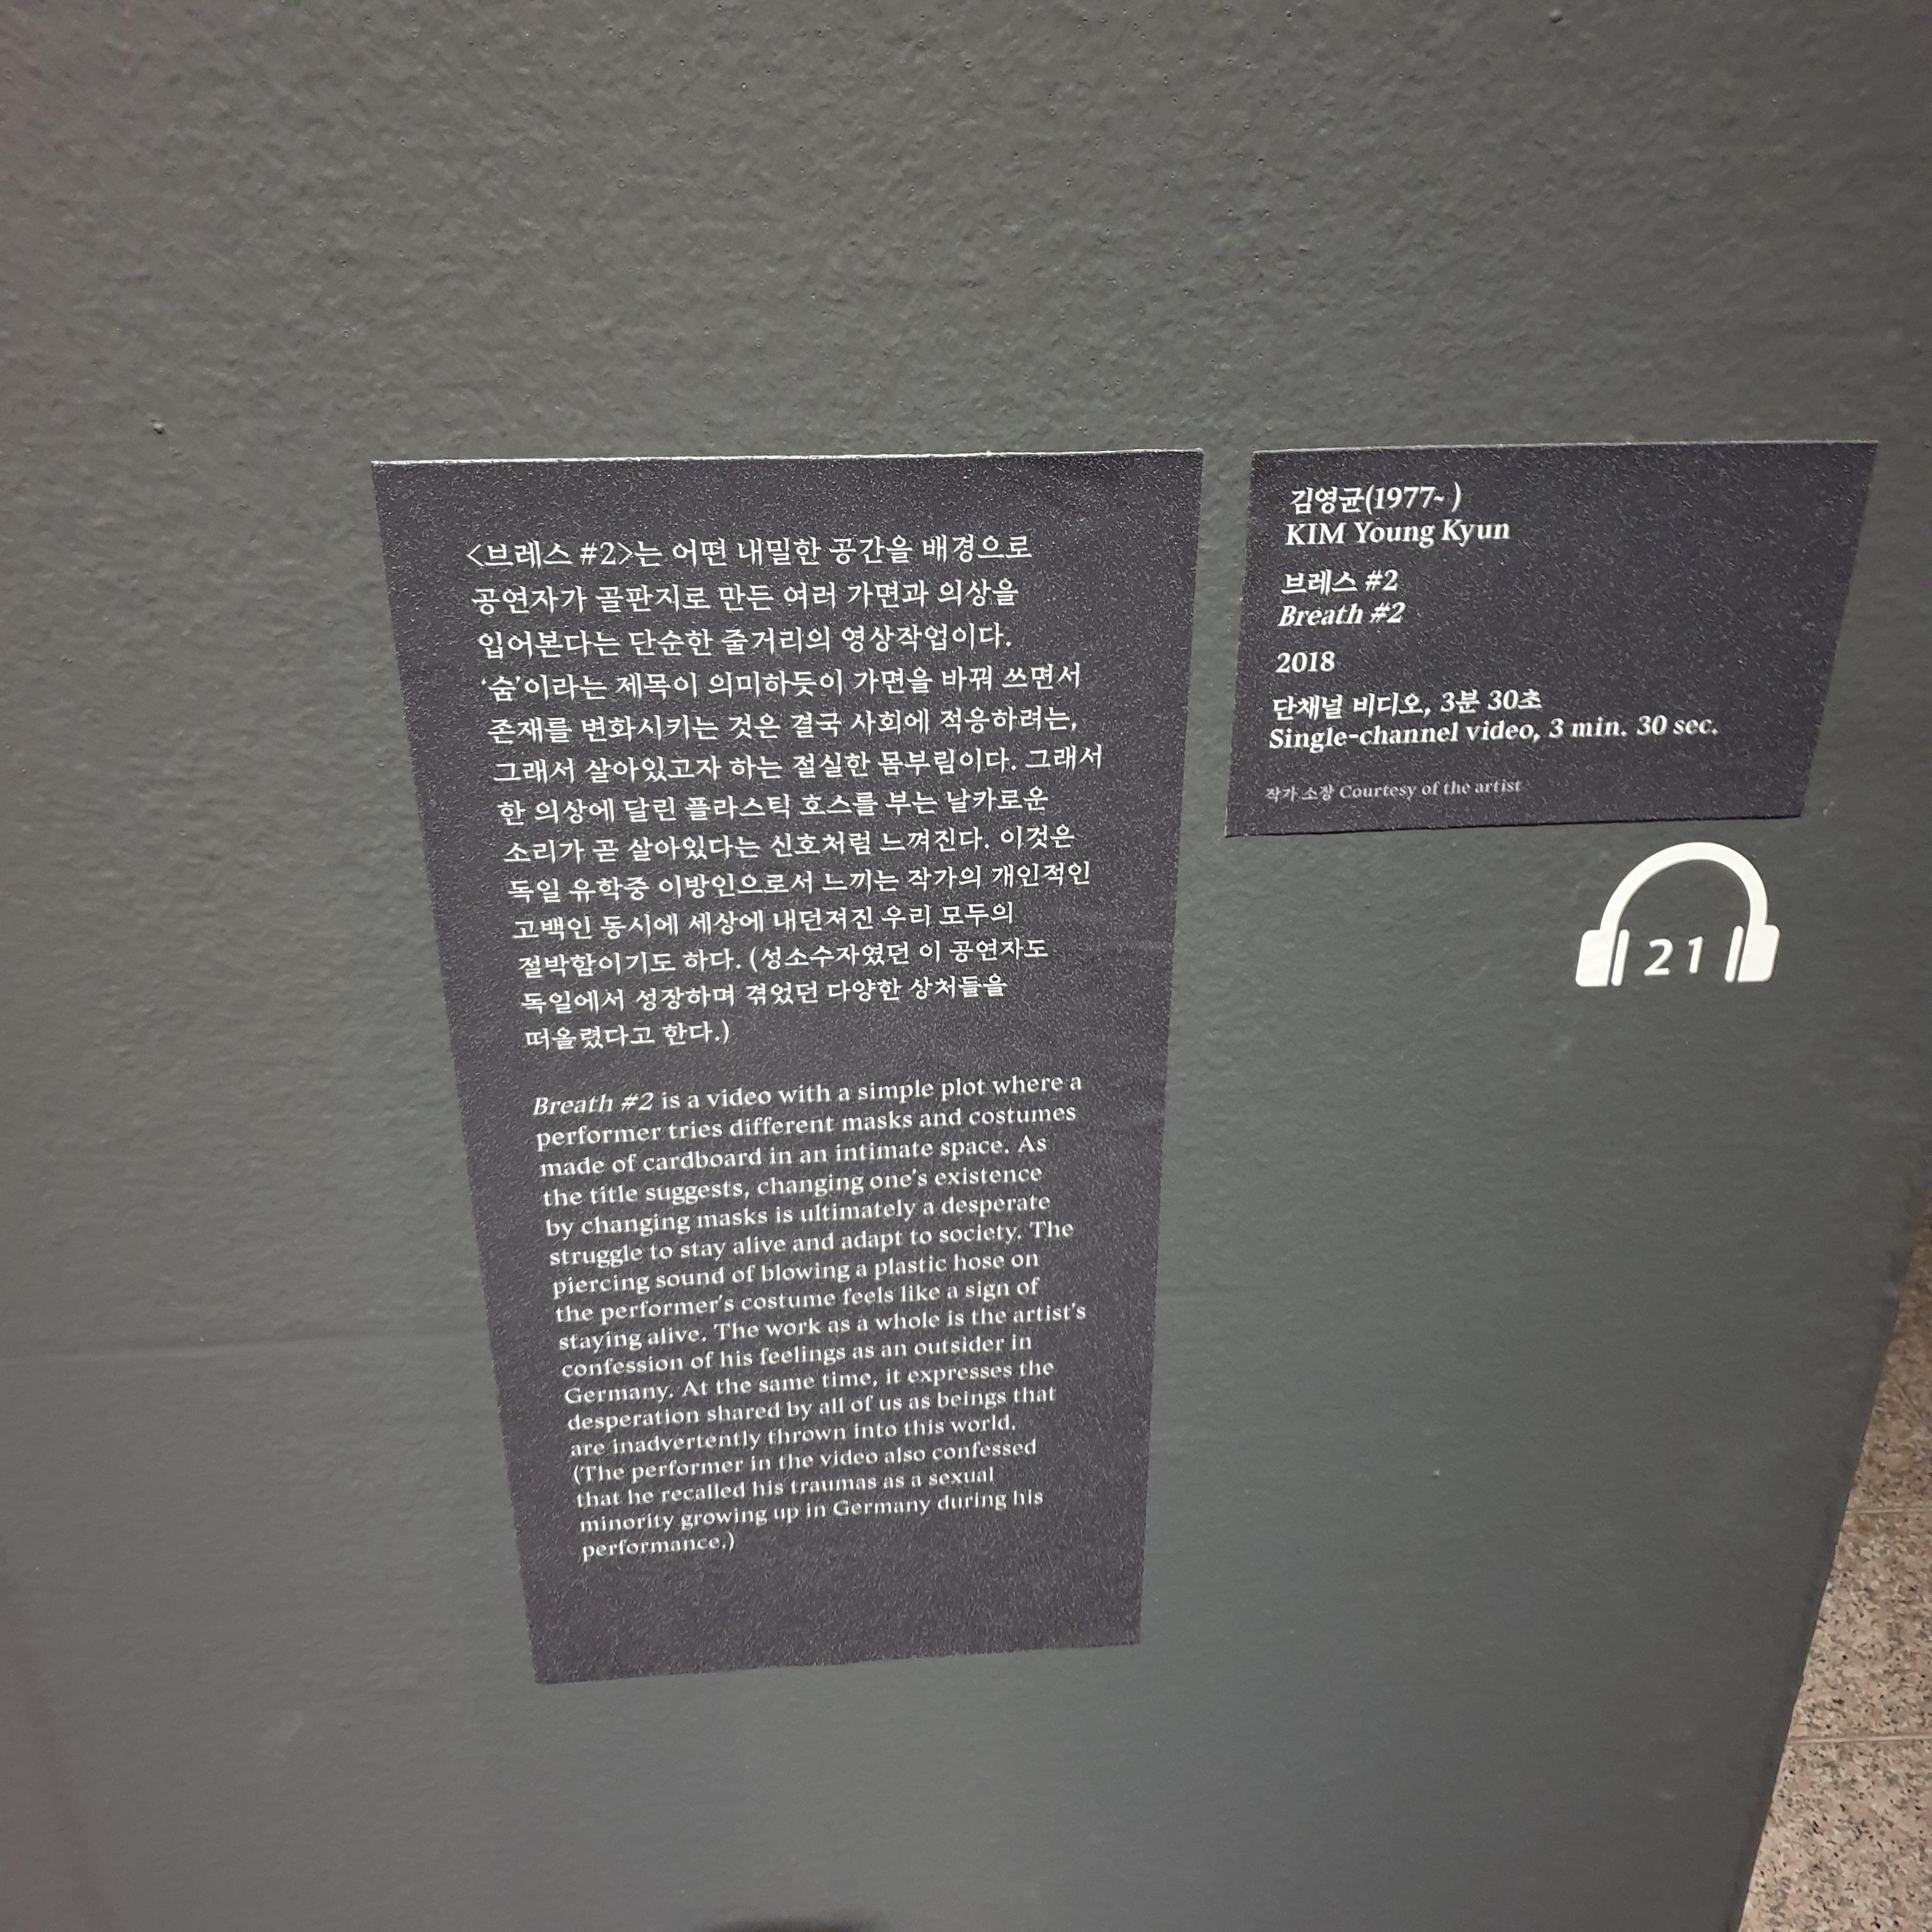 <브레스 #2>는 어떤 내밀한 공간을 배경으로
공연자가 골판지로 만든 여러 가면과 의상을
입어본다는 단순한 줄거리의 영상작업이다.
‘숨’이라는 제목이 의미하듯이 가면을 바꿔 쓰면서
존재를 변화시키는 것은 결국 사회에 적응하려는,
그래서 살아있고자 하는 절실한 몸부림이다. 그래서
한 의상에 달린 플라스틱 호스를 부는 날카로운
소리가 곧 살아있다는 신호처럼 느껴진다. 이것은
독일 유학중 이방인으로서 느끼는 작가의 개인적인
고백인 동시에 세상에 내던져진 우리 모두의
절박함이기도 하다. (성소수자였던 이 공연자도
독일에서 성장하며 겪었던 다양한 상처들을
떠올렸다고 한다.)
Breath #2 is a video with a simple plot where a
performer tries different masks and costumes
made of cardboard in an intimate space. As
the title suggests, changing one's existence
by changing masks is ultimately a desperate
struggle to stay alive and adapt to society. The
piercing sound of blowing a plastic hose on
the performer's costume feels like a sign of
staying alive. The work as a whole is the artist's
confession of his feelings as an outsider in
Germany. At the same time, it expresses the
desperation shared by all of us as beings that
are inadvertently thrown into this world.
(The performer in the video also confessed
that he recalled his traumas as a sexual
minority growing up in Germany during his
performance.)
김영균(1977~ )
KIM Young Kyun
브레스 #2
Breath #2
2018
단채널 비디오, 3분 30초
Single-channel video, 3 min. 30 sec.
작가 소장 Courtesy of the artist
21